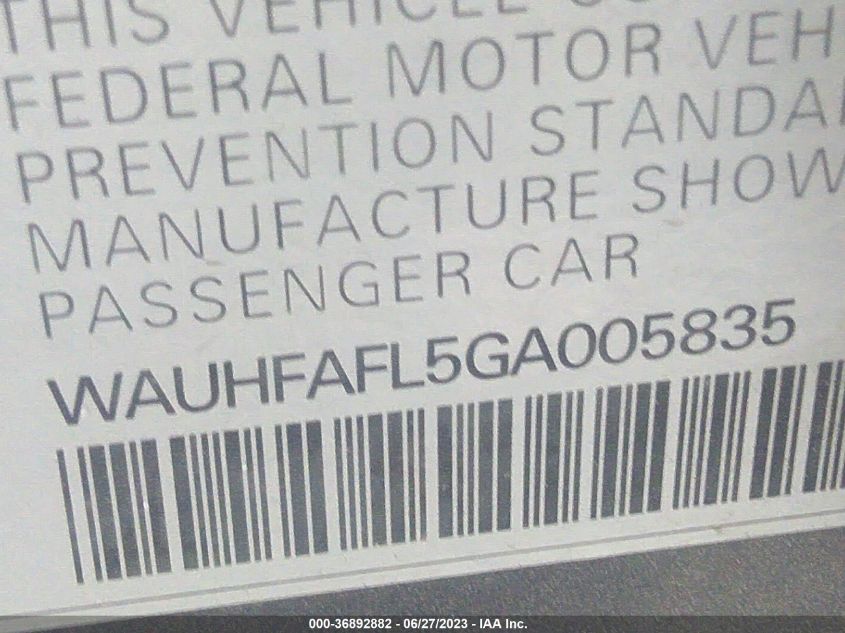 THIS VEHICLE
FEDERAL MOTOR VEH
PREVENTION STANDA
MANUFACTURE SHOW
PASSENGER CAR
WAUHFAFL5GA005835
000-36892882 / 06/27/2023 - IAA Inc.